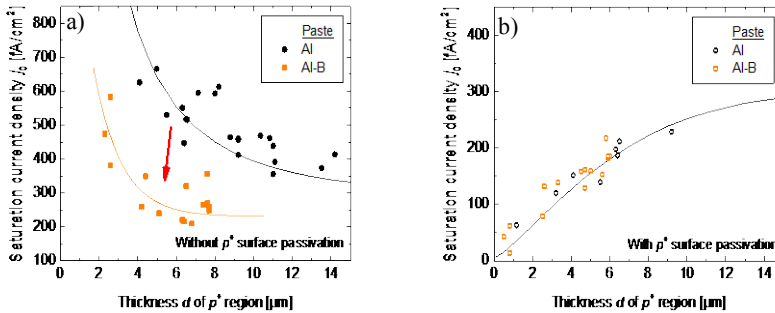 a)
Saturation current density J₀ [fA/cm²]
800
700
600
500
400
300
200
100
Paste
Al
Al-B
Without p⁺ surface passivation
0 2 4 6 8 10 12 14
Thickness d of p⁺ region [µm]
b)
Saturation current density J₀ [fA/cm²]
500
400
300
200
100
0
Paste
Al
Al-B
With p⁺ surface passivation
0 2 4 6 8 10 12 14
Thickness d of p⁺ region [µm]